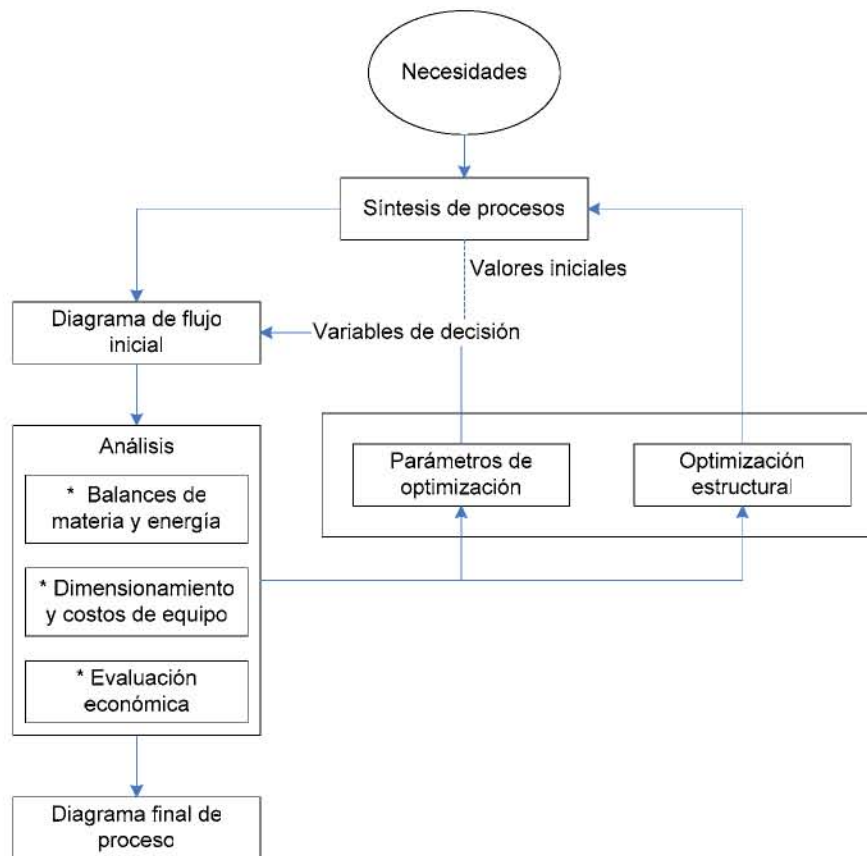 Necesidades
Síntesis de procesos
Valores iniciales
Diagrama de flujo
inicial
Variables de decisión
Análisis
* Balances de
materia y energía
* Dimensionamiento
y costos de equipo
* Evaluación
económica
Parámetros de
optimización
Optimización
estructural
Diagrama final de
proceso